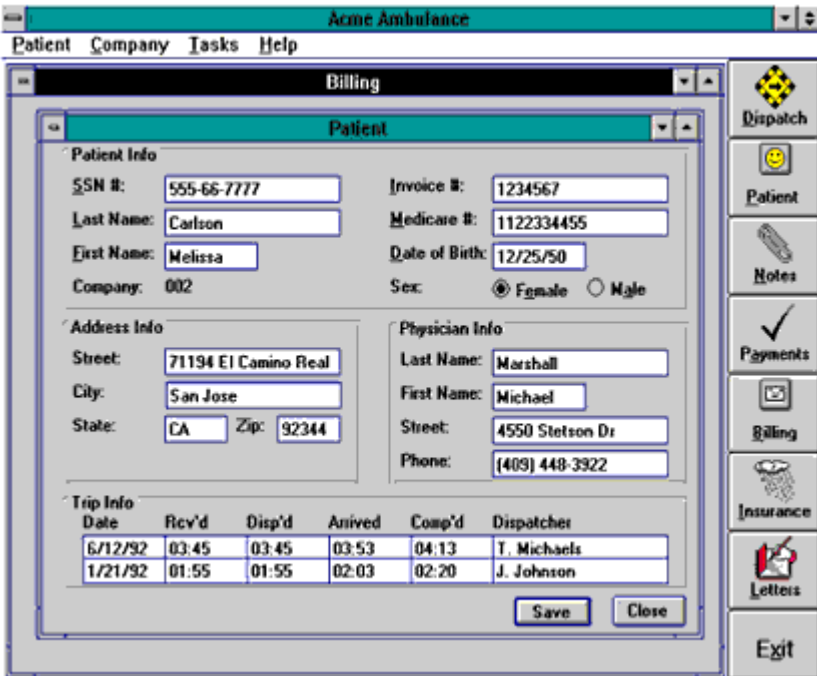 Acme Ambulance
Patient Company Tasks Help
Billing
Patient
Patient Info
SSN #: 555-66-7777 Invoice #: 1234567
Last Name: Carlson Medicare #: 1122334455
First Name: Melissa Date of Birth: 12/25/50
Company: 002 Sex: Female Male
Address Info
Street: 71194 El Camino Real
City: San Jose
State: CA Zip: 92344
Physician Info
Last Name: Marshall
First Name: Michael
Street: 4550 Stetson Dr
Phone: (409) 448-3922
Trip Info
Date Rcv'd Disp'd Arrived Comp'd Dispatcher
6/12/92 03:45 03:45 03:53 04:13 T. Michaels
1/21/92 01:55 01:55 02:03 02:20 J. Johnson
Save Close
Dispatch
Patient
Notes
Payments
Billing
Insurance
Letters
Exit